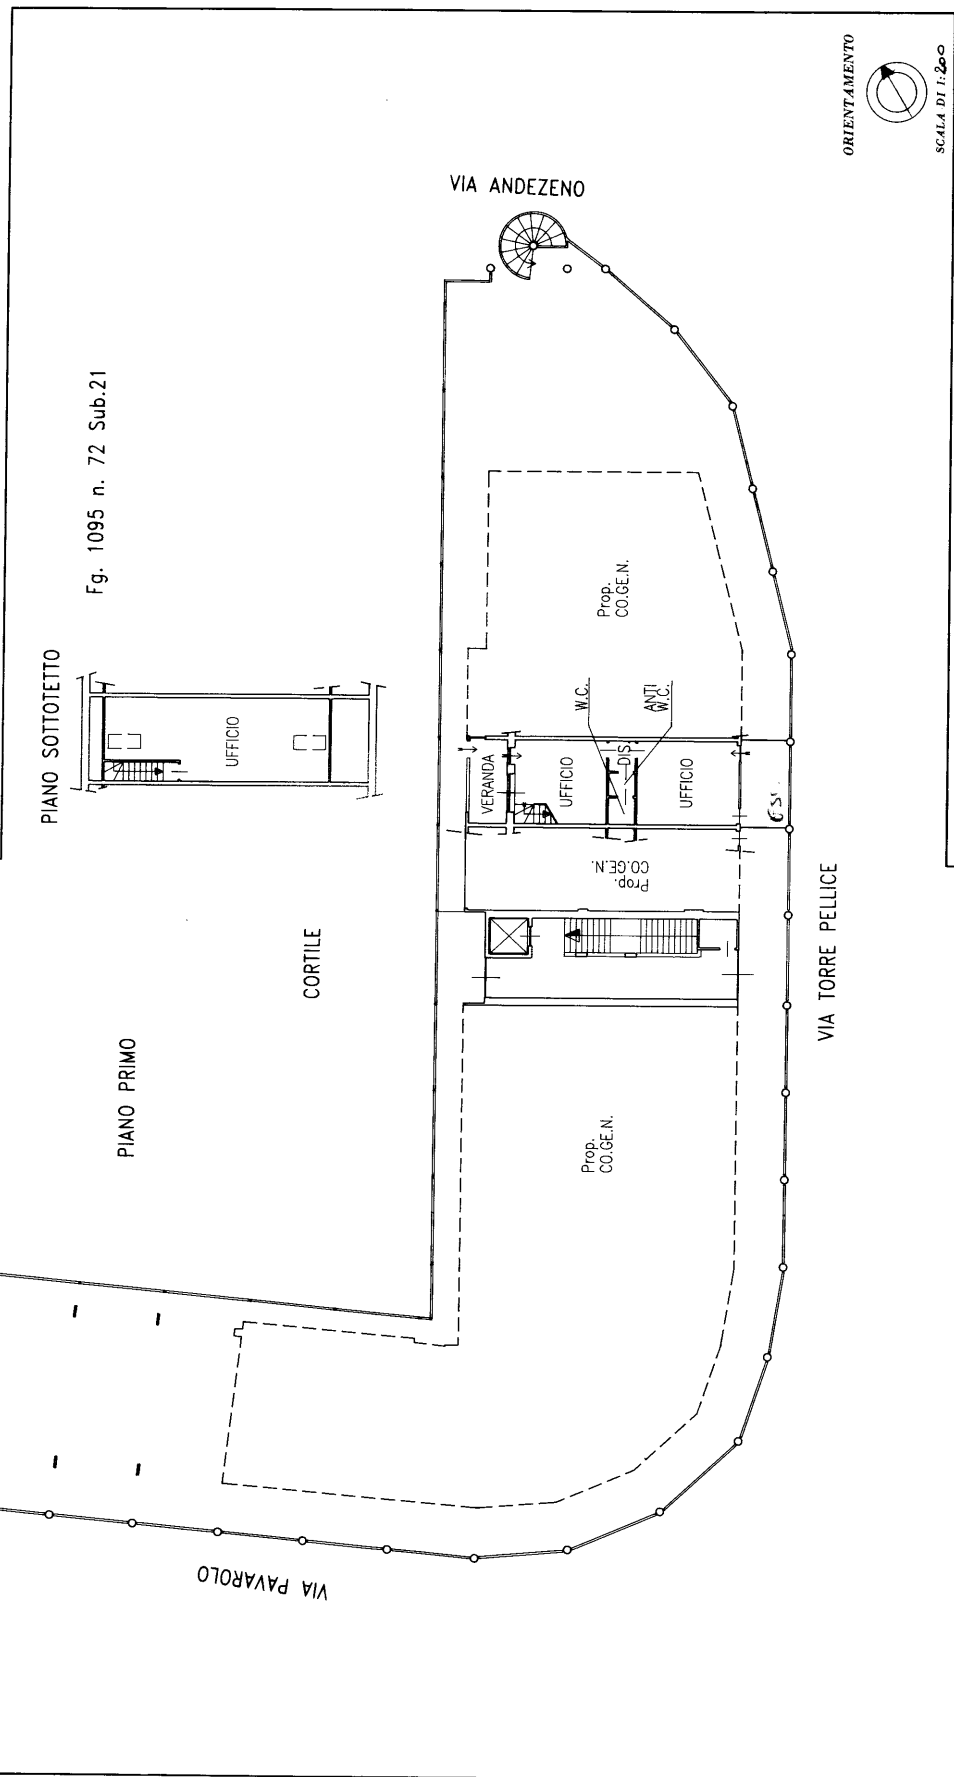 ORIENTAMENTO
SCALA DI 1:200
VIA ANDEZENO
Fg. 1095 n. 72 Sub.21
PIANO SOTTOTETTO
UFFICIO
Prop.
CO.GE.N.
W.C.
ANTI
W.C.
VERANDA
UFFICIO
DIS.
UFFICIO
Prop.
CO.GE.N.
CORTILE
VIA TORRE PELLICE
PIANO PRIMO
Prop.
CO.GE.N.
VIA PAVAROLO